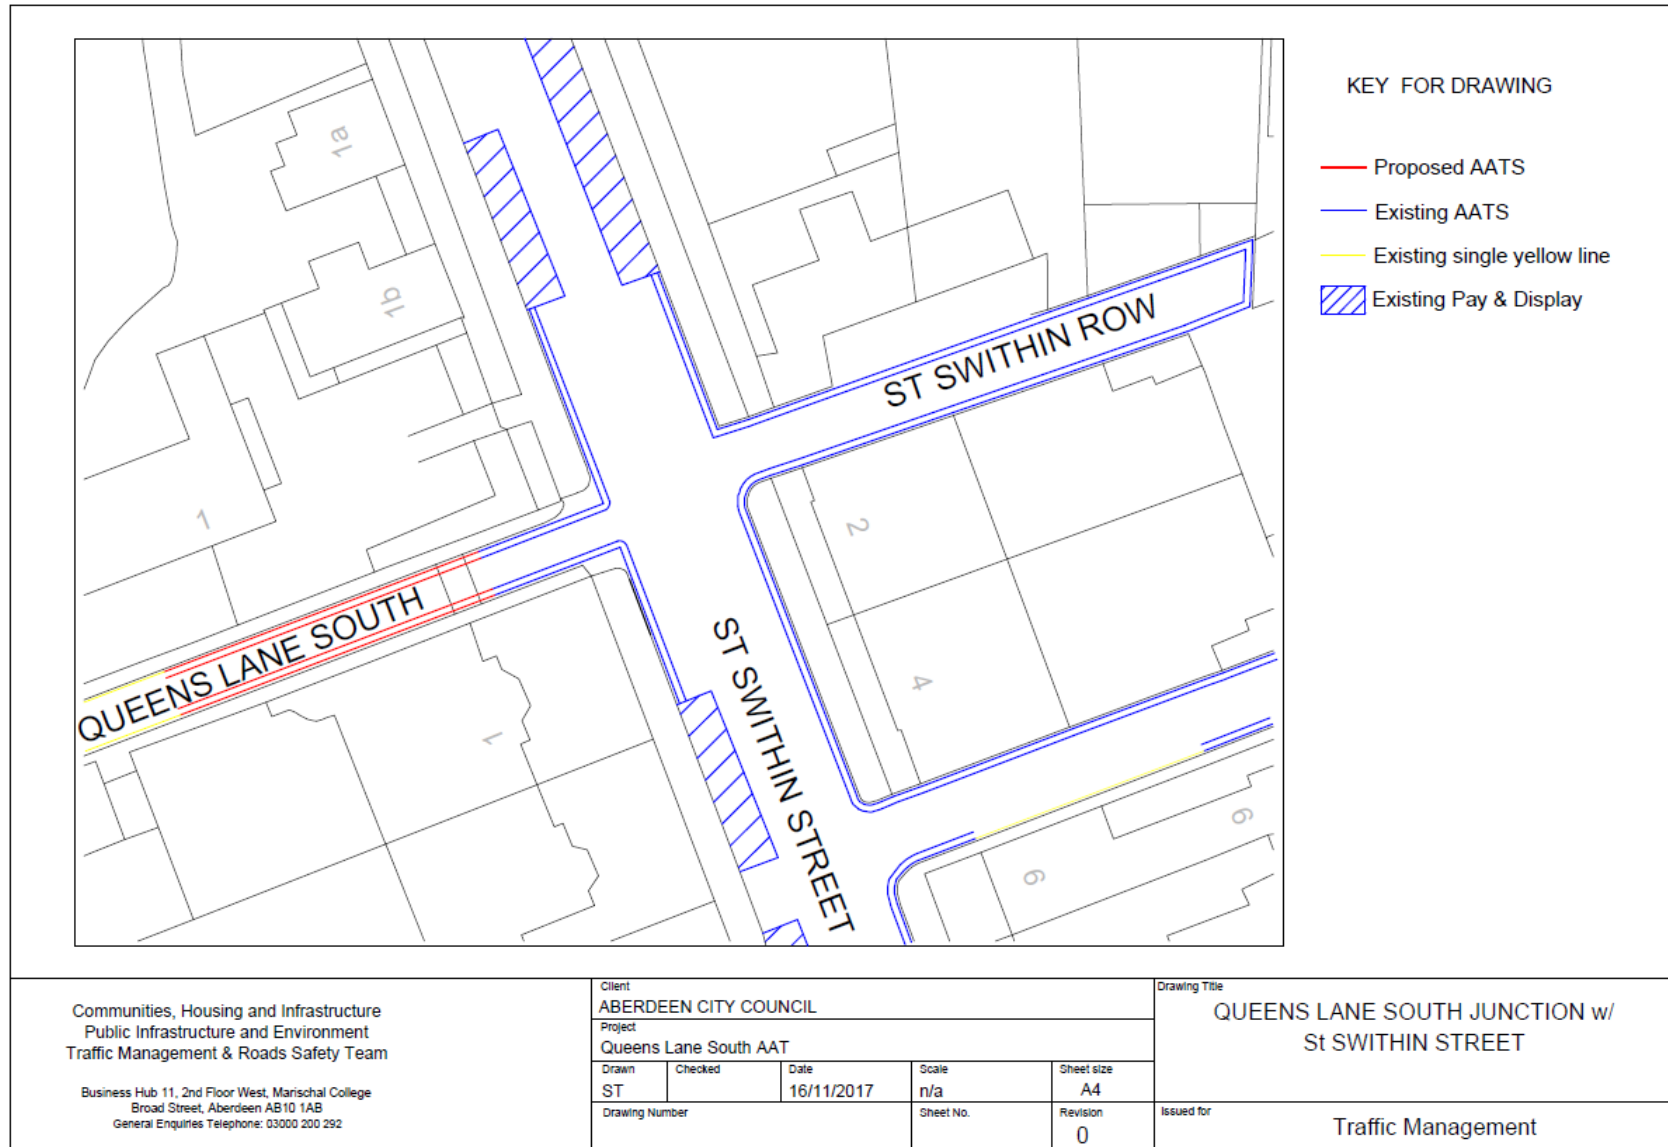 KEY FOR DRAWING
Proposed AATS
Existing AATS
Existing single yellow line
Existing Pay & Display
1a
1b
1
ST SWITHIN ROW
2
QUEENS LANE SOUTH
ST SWITHIN STREET
4
1
6
6
Communities, Housing and Infrastructure
Public Infrastructure and Environment
Traffic Management & Roads Safety Team
Business Hub 11, 2nd Floor West, Marischal College
Broad Street, Aberdeen AB10 1AB
General Enquiries Telephone: 03000 200 292
Client
ABERDEEN CITY COUNCIL
Project
Queens Lane South AAT
Drawn
ST
Checked
Date
16/11/2017
Scale
n/a
Sheet size
A4
Drawing Number
Sheet No.
Revision
0
Drawing Title
QUEENS LANE SOUTH JUNCTION w/
St SWITHIN STREET
Issued for
Traffic Management